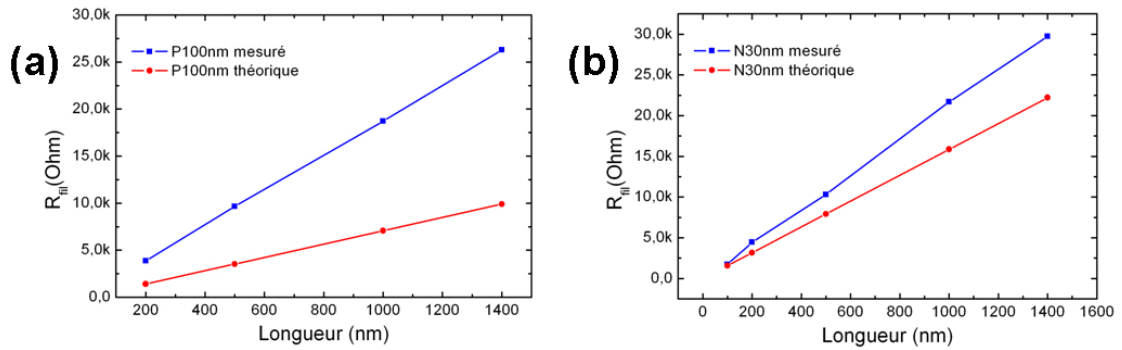 (a)
30,0k
25,0k
20,0k
15,0k
10,0k
5,0k
0,0
R_fil(Ohm)
P100nm mesuré
P100nm théorique
200 400 600 800 1000 1200 1400
Longueur (nm)
(b)
30,0k
25,0k
20,0k
15,0k
10,0k
5,0k
0,0
R_fil(Ohm)
N30nm mesuré
N30nm théorique
0 200 400 600 800 1000 1200 1400 1600
Longueur (nm)